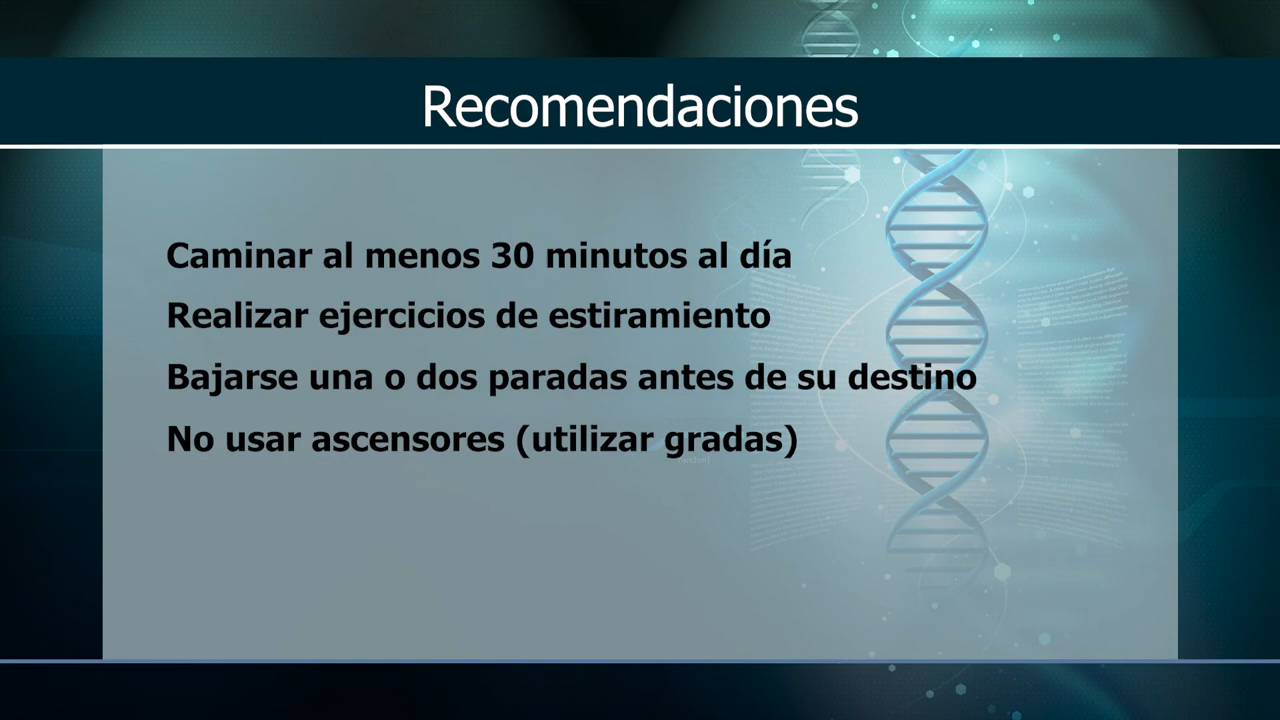 Recomendaciones
Caminar al menos 30 minutos al día
Realizar ejercicios de estiramiento
Bajarse una o dos paradas antes de su destino
No usar ascensores (utilizar gradas)